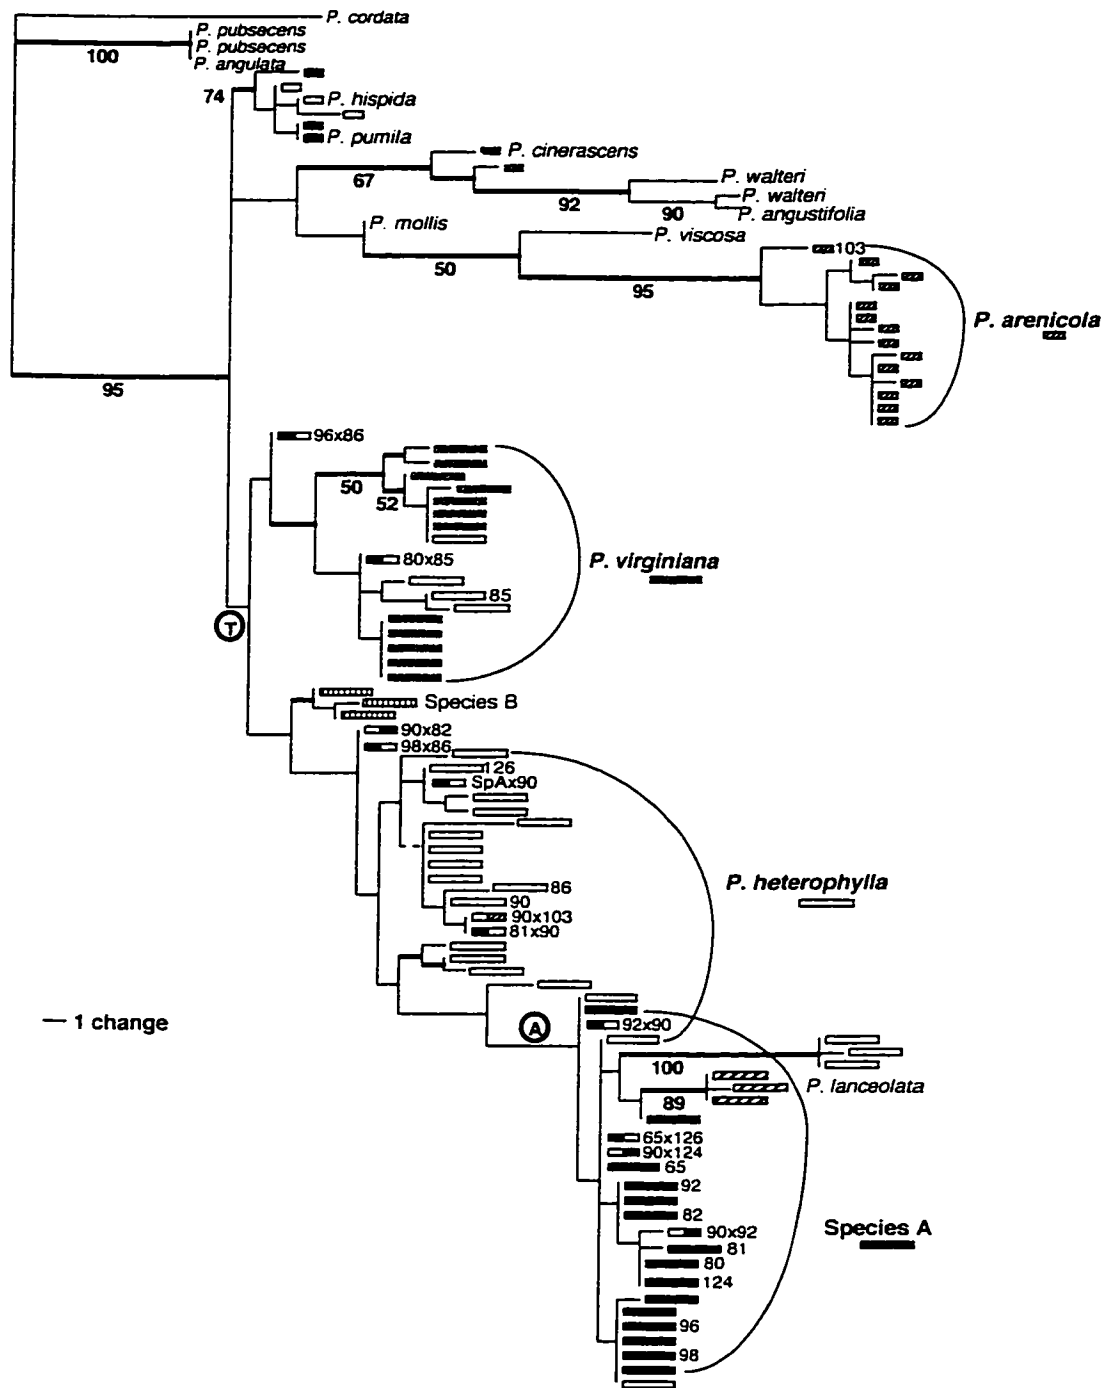 P. cordata
P. pubsecens
P. pubsecens
100
P. angulata
74
P. hispida
P. pumila
P. cinerascens
67
P. walteri
92
P. walteri
90
P. angustifolia
P. mollis
P. viscosa
50
103
95
P. arenicola
95
96x86
50
52
80x85
P. virginiana
85
T
Species B
90x82
98x86
126
SpAx90
86
P. heterophylla
90
90x103
81x90
1 change
A
92x90
100
P. lanceolata
89
65x126
90x124
65
92
82
90x92
Species A
81
80
124
96
98